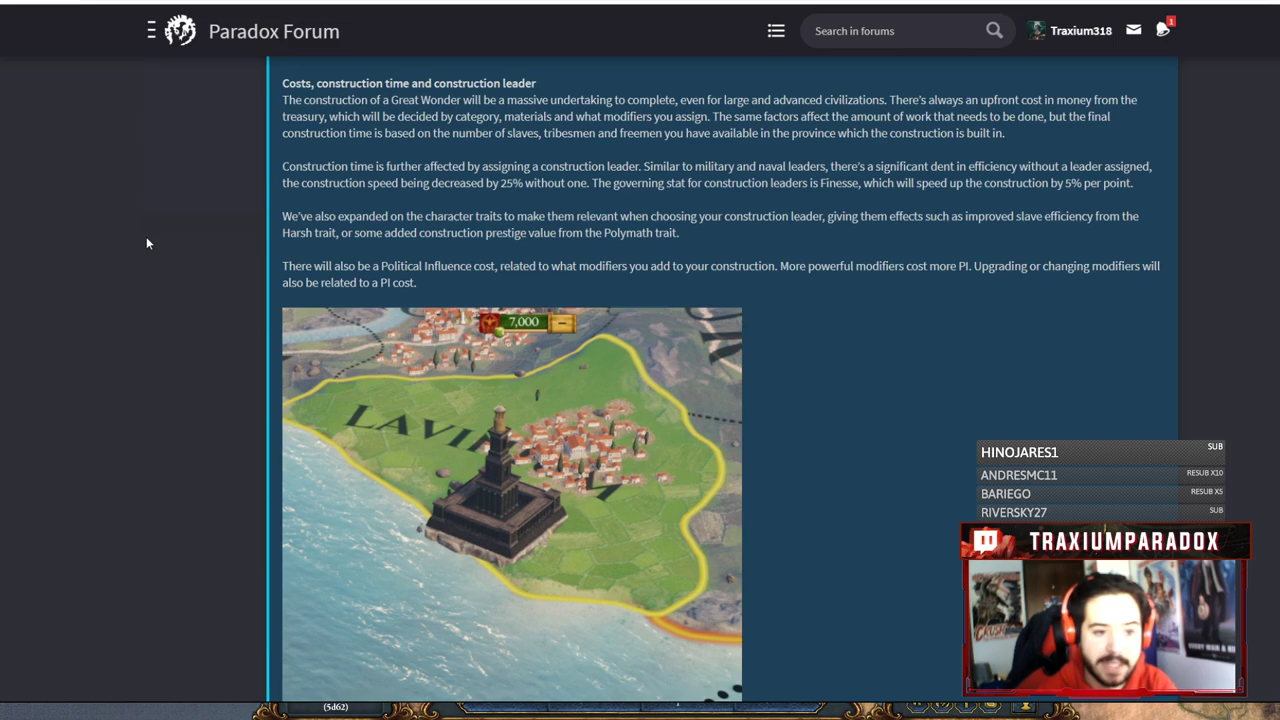 Paradox Forum
Search in forums
Traxium318
1
Costs, construction time and construction leader
The construction of a Great Wonder will be a massive undertaking to complete, even for large and advanced civilizations. There's always an upfront cost in money from the
treasury, which will be decided by category, materials and what modifiers you assign. The same factors affect the amount of work that needs to be done, but the final
construction time is based on the number of slaves, tribesmen and freemen you have available in the province which the construction is built in.
Construction time is further affected by assigning a construction leader. Similar to military and naval leaders, there's a significant dent in efficiency without a leader assigned,
the construction speed being decreased by 25% without one. The governing stat for construction leaders is Finesse, which will speed up the construction by 5% per point.
We've also expanded on the character traits to make them relevant when choosing your construction leader, giving them effects such as improved slave efficiency from the
Harsh trait, or some added construction prestige value from the Polymath trait.
There will also be a Political Influence cost, related to what modifiers you add to your construction. More powerful modifiers cost more PI. Upgrading or changing modifiers will
also be related to a PI cost.
7,000
LAVI
HINOJARES1 SUB
ANDRESMC11 RESUB X10
BARIEGO RESUB X5
RIVERSKY27 SUB
TRAXIUMPARADOX
(5d62)